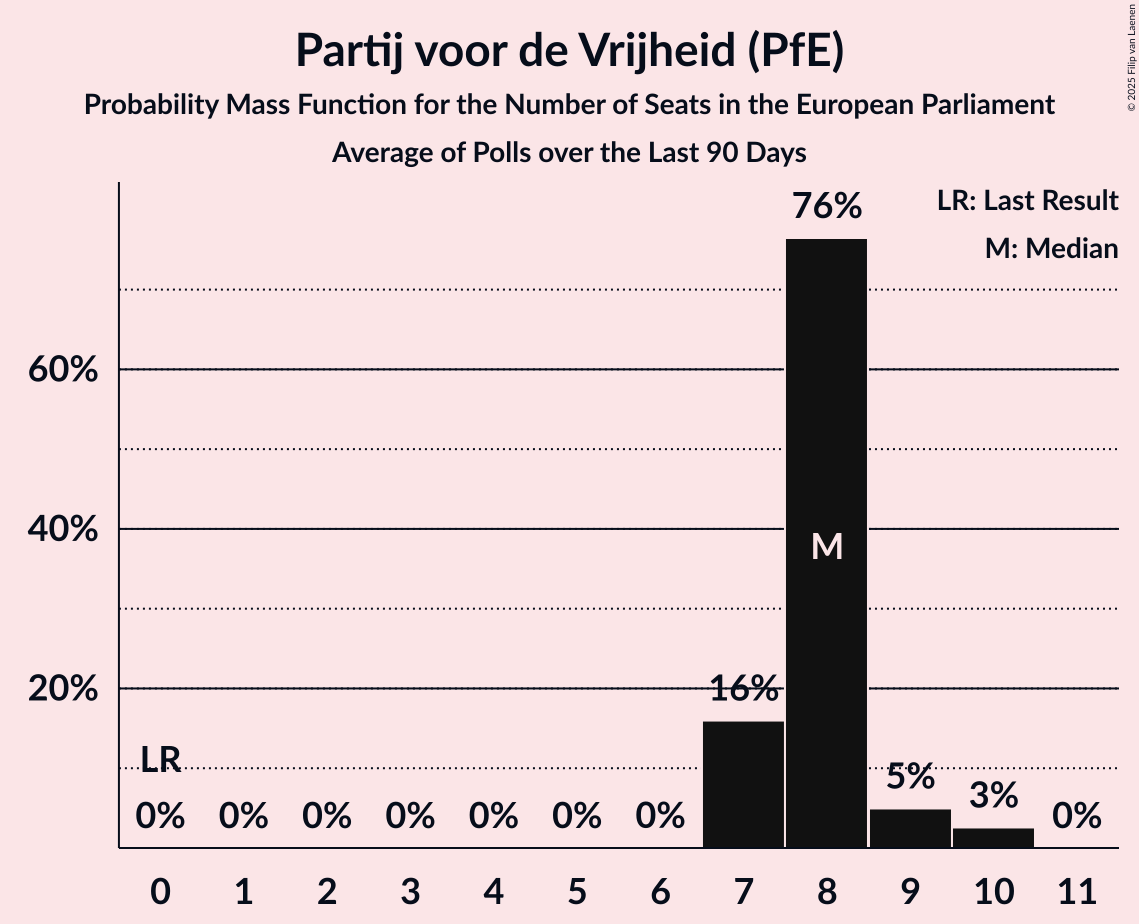 Partij voor de Vrijheid (PfE)
Probability Mass Function for the Number of Seats in the European Parliament
Average of Polls over the Last 90 Days
© 2025 Filip van Laenen
LR: Last Result
M: Median
76%
60%
40%
M
20%
16%
LR
5%
3%
0% 0% 0% 0% 0% 0% 0% 0%
0 1 2 3 4 5 6 7 8 9 10 11